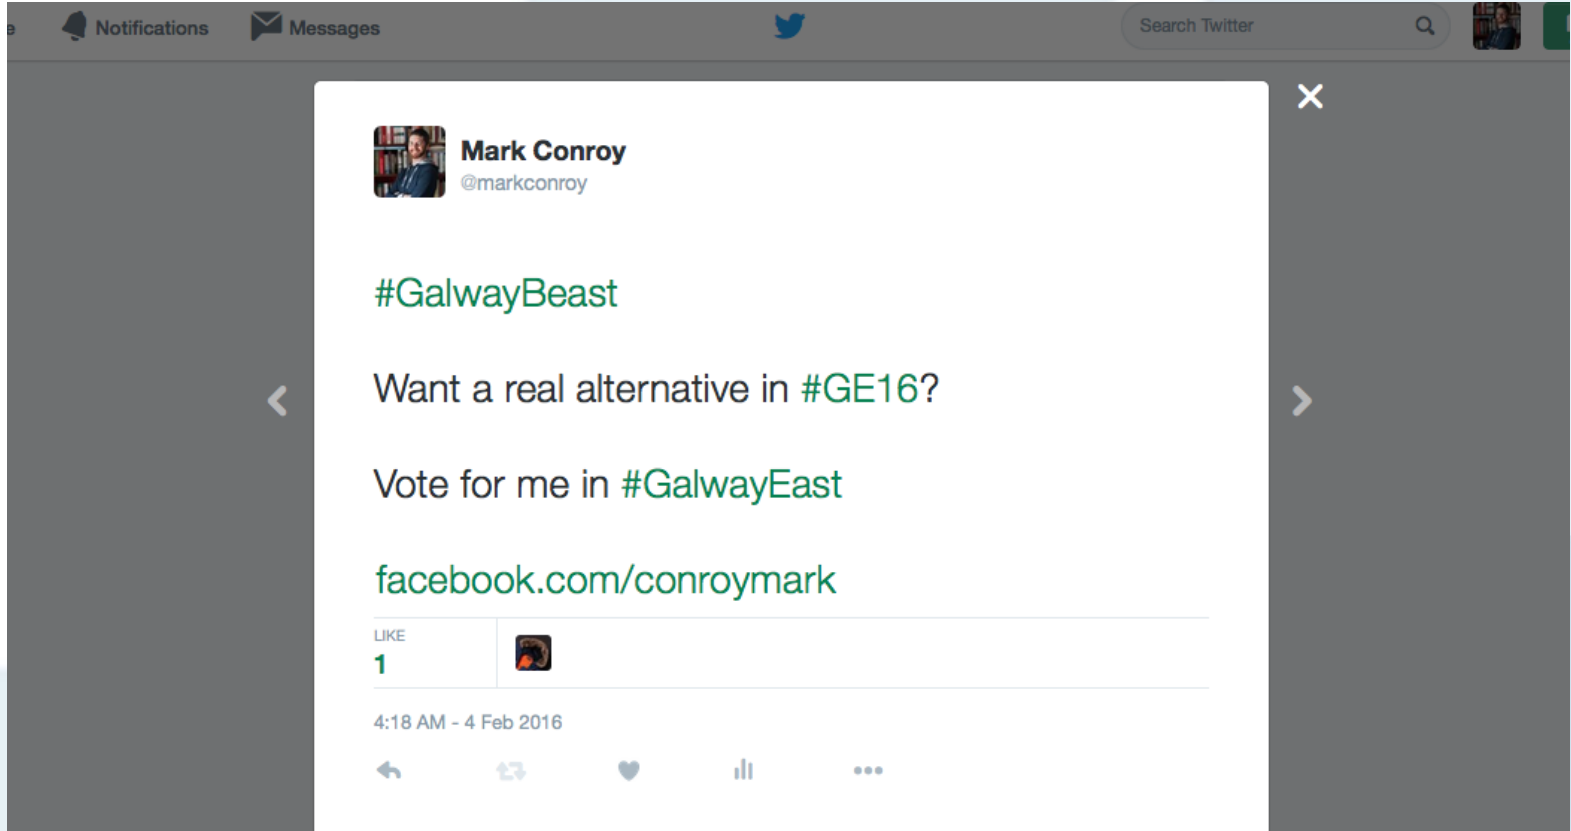 Notifications
Messages
Search Twitter
Mark Conroy
@markconroy
#GalwayBeast
Want a real alternative in #GE16?
Vote for me in #GalwayEast
facebook.com/conroymark
LIKE
1
4:18 AM - 4 Feb 2016